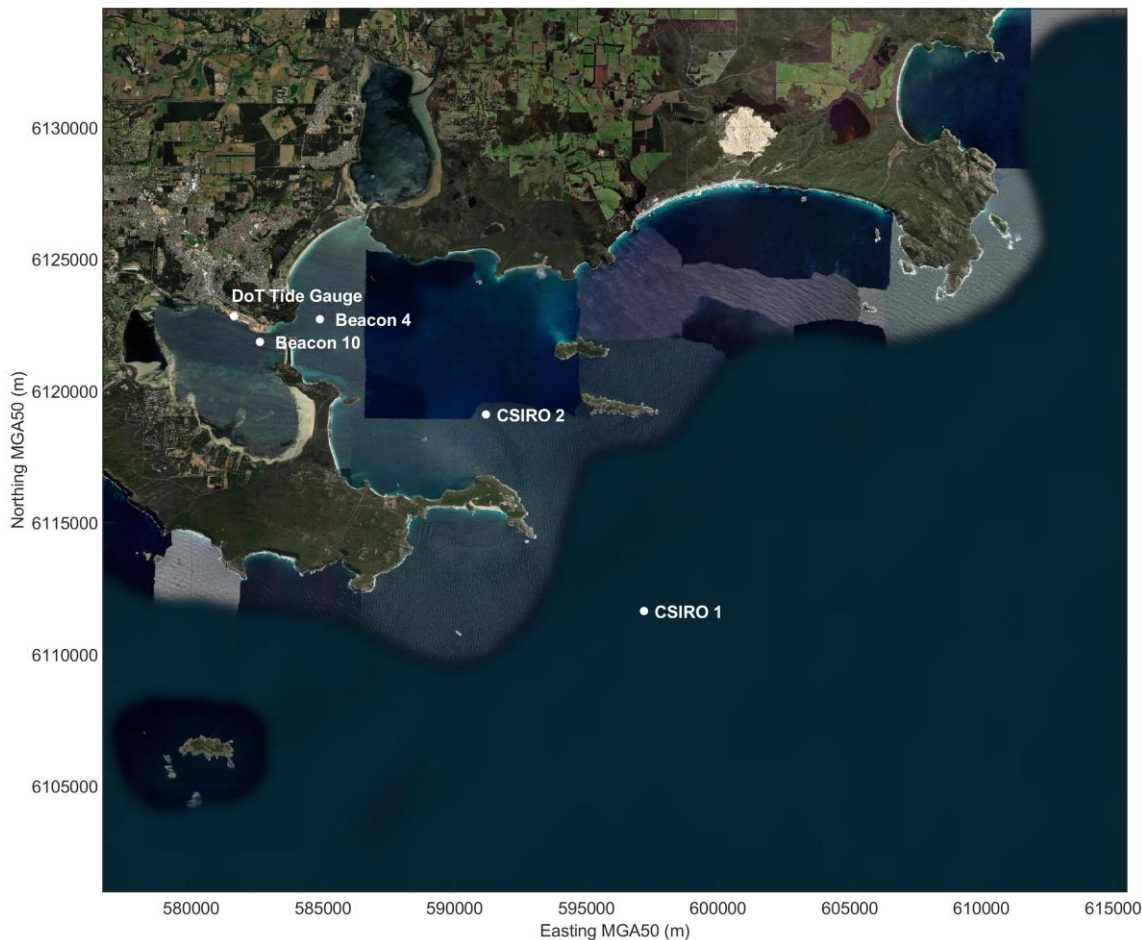 Northing MGA50 (m)
6130000
6125000
6120000
6115000
6110000
6105000
DoT Tide Gauge
Beacon 4
Beacon 10
CSIRO 2
CSIRO 1
580000 585000 590000 595000 600000 605000 610000 615000
Easting MGA50 (m)